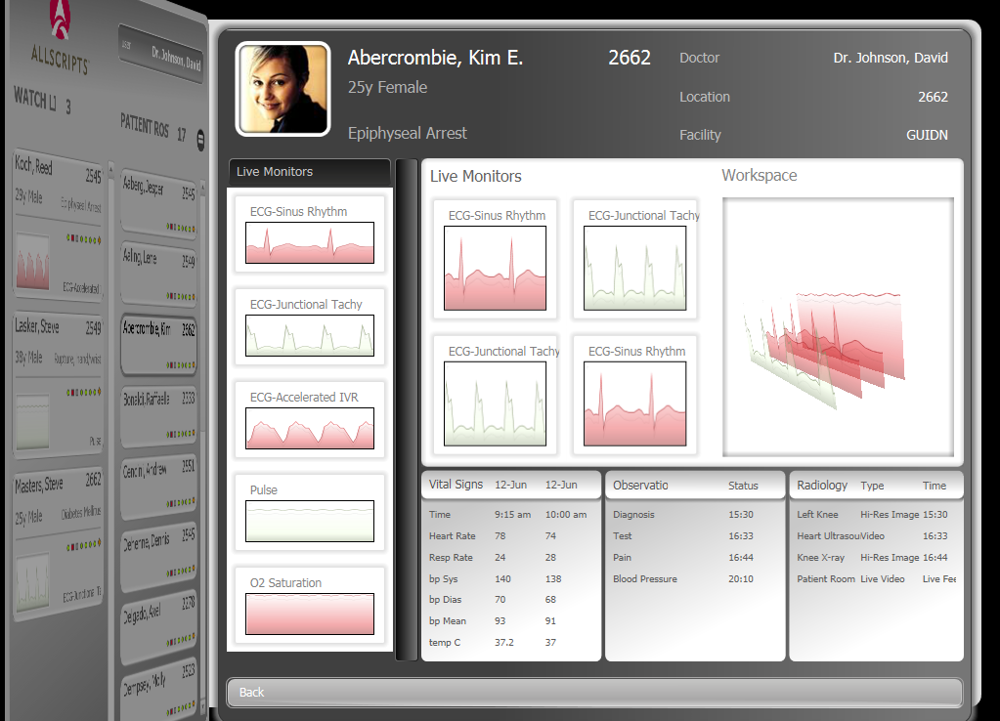 ALLSCRIPTS
USER Dr. Johnson, David
WATCH LI 3
PATIENT ROS 17
Koch, Reed 2545
29y Male Epiphyseal Arrest
ECG-Accelerated
Lasker, Steve 2549
38y Male Rupture, hand/wrist
Pulse
Masters, Steve 2662
25y Male Diabetes Mellitus
ECG-Junctional Ta
Aaberg, Jesper 2545
Aaling, Lene 2549
Abercrombie, Kim 2662
Bonaldi, Raffaella 2333
Cencini, Andrew 2551
Dehenne, Dennis 2545
Delgado, Axel 2278
Dempsey, Molly 2523
Abercrombie, Kim E. 2662
25y Female
Epiphyseal Arrest
Doctor Dr. Johnson, David
Location 2662
Facility GUIDN
Live Monitors
ECG-Sinus Rhythm
ECG-Junctional Tachy
ECG-Accelerated IVR
Pulse
O2 Saturation
Live Monitors
ECG-Sinus Rhythm ECG-Junctional Tachy
ECG-Junctional Tachy ECG-Sinus Rhythm
Workspace
Vital Signs 12-Jun 12-Jun
Time 9:15 am 10:00 am
Heart Rate 78 74
Resp Rate 24 28
bp Sys 140 138
bp Dias 70 68
bp Mean 93 91
temp C 37.2 37
Observatio Status
Diagnosis 15:30
Test 16:33
Pain 16:44
Blood Pressure 20:10
Radiology Type Time
Left Knee Hi-Res Image 15:30
Heart Ultrasou Video 16:33
Knee X-ray Hi-Res Image 16:44
Patient Room Live Video Live Fee
Back